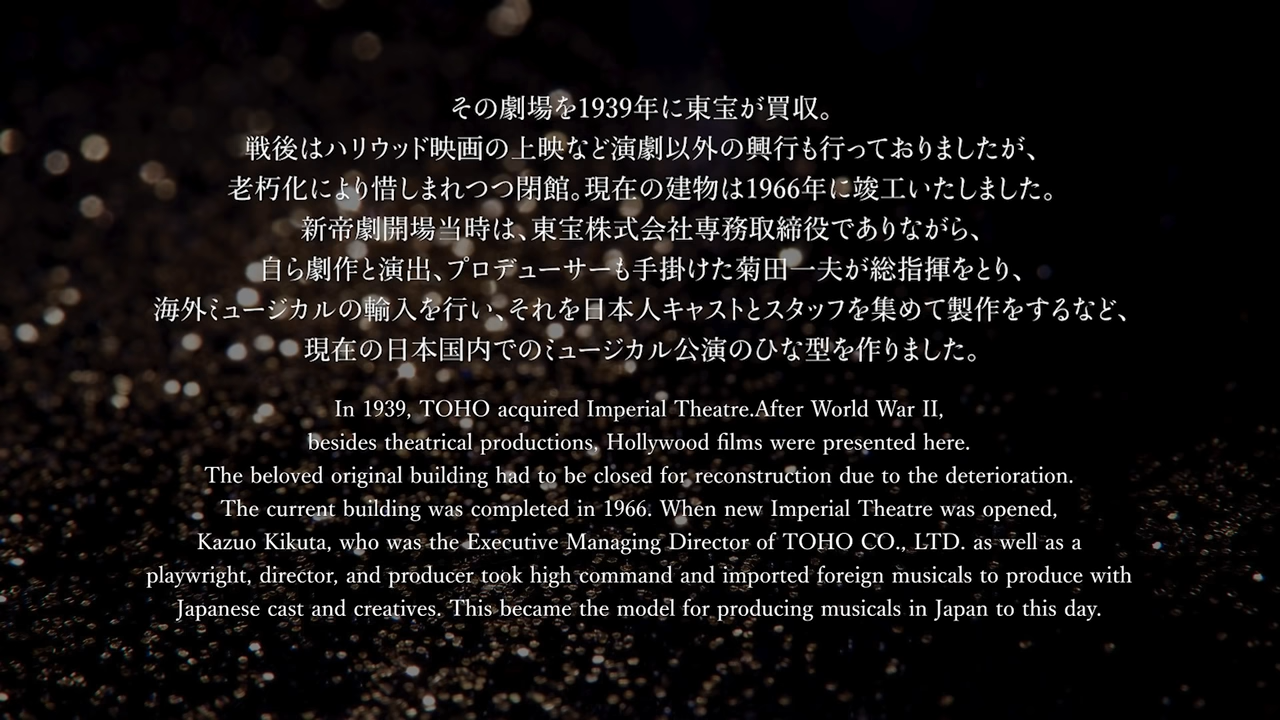 その劇場を1939年に東宝が買収。
戦後はハリウッド映画の上映など演劇以外の興行も行っておりましたが、
老朽化により惜しまれつつ閉館。現在の建物は1966年に竣工いたしました。
新帝劇開場当時は、東宝株式会社専務取締役でありながら、
自ら劇作と演出、プロデューサーも手掛けた菊田一夫が総指揮をとり、
海外ミュージカルの輸入を行い、それを日本人キャストとスタッフを集めて製作をするなど、
現在の日本国内でのミュージカル公演のひな型を作りました。
In 1939, TOHO acquired Imperial Theatre.After World War II,
besides theatrical productions, Hollywood films were presented here.
The beloved original building had to be closed for reconstruction due to the deterioration.
The current building was completed in 1966. When new Imperial Theatre was opened,
Kazuo Kikuta, who was the Executive Managing Director of TOHO CO., LTD. as well as a
playwright, director, and producer took high command and imported foreign musicals to produce with
Japanese cast and creatives. This became the model for producing musicals in Japan to this day.